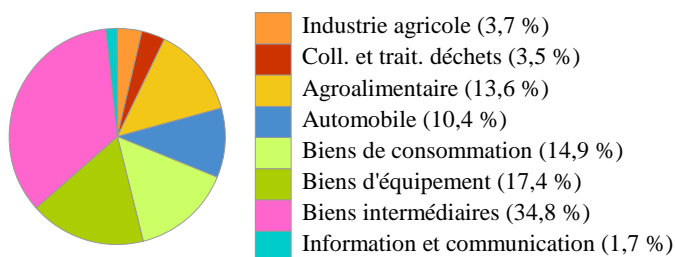 Industrie agricole (3,7 %)
Coll. et trait. déchets (3,5 %)
Agroalimentaire (13,6 %)
Automobile (10,4 %)
Biens de consommation (14,9 %)
Biens d'équipement (17,4 %)
Biens intermédiaires (34,8 %)
Information et communication (1,7 %)